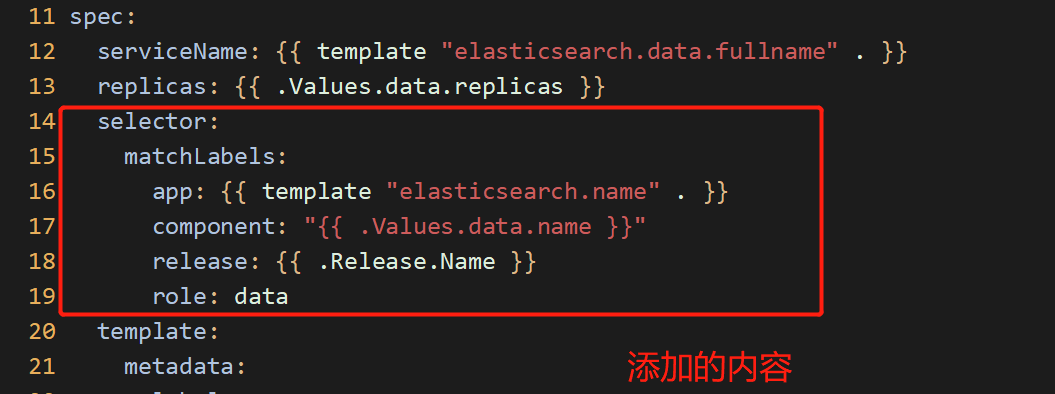 11 spec:
12   serviceName: {{ template "elasticsearch.data.fullname" . }}
13   replicas: {{ .Values.data.replicas }}
14   selector:
15     matchLabels:
16       app: {{ template "elasticsearch.name" . }}
17       component: "{{ .Values.data.name }}"
18       release: {{ .Release.Name }}
19       role: data
20   template:
21     metadata:
添加的内容